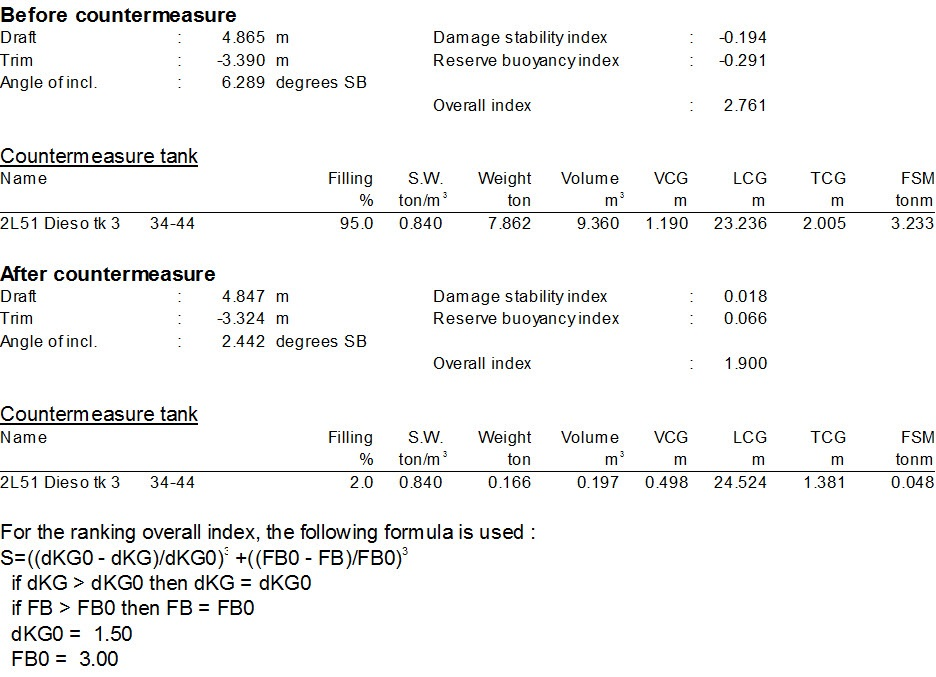 Before countermeasure
Draft : 4.865 m Damage stability index : -0.194
Trim : -3.390 m Reserve buoyancy index : -0.291
Angle of incl. : 6.289 degrees SB
Overall index : 2.761
Countermeasure tank
Name Filling S.W. Weight Volume VCG LCG TCG FSM
% ton/m³ ton m³ m m m tonm
2L51 Dieso tk 3 34-44 95.0 0.840 7.862 9.360 1.190 23.236 2.005 3.233
After countermeasure
Draft : 4.847 m Damage stability index : 0.018
Trim : -3.324 m Reserve buoyancy index : 0.066
Angle of incl. : 2.442 degrees SB
Overall index : 1.900
Countermeasure tank
Name Filling S.W. Weight Volume VCG LCG TCG FSM
% ton/m³ ton m³ m m m tonm
2L51 Dieso tk 3 34-44 2.0 0.840 0.166 0.197 0.498 24.524 1.381 0.048
For the ranking overall index, the following formula is used :
S=((dKG0 - dKG)/dKG0)³ +((FB0 - FB)/FB0)³
if dKG > dKG0 then dKG = dKG0
if FB > FB0 then FB = FB0
dKG0 = 1.50
FB0 = 3.00